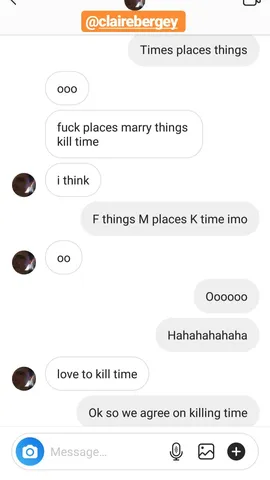 @clairebergey
Times places things
ooo
fuck places marry things
kill time
i think
F things M places K time imo
oo
Oooooo
Hahahahahaha
love to kill time
Ok so we agree on killing time
Message...